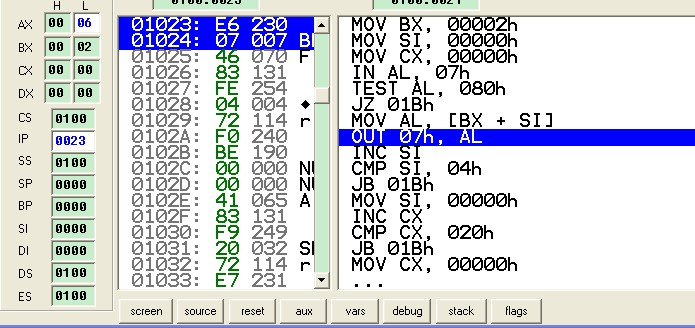 0100:0023 0100:0021
H L
AX 00 06
BX 00 02
CX 00 00
DX 00 00
CS 0100
IP 0023
SS 0100
SP 0000
BP 0000
SI 0000
DI 0000
DS 0100
ES 0100
01023: E6 230
01024: 07 007 BE
01025: 46 070 F
01026: 83 131
01027: FE 254
01028: 04 004 ♦
01029: 72 114 r
0102A: F0 240
0102B: BE 190
0102C: 00 000 NU
0102D: 00 000 NU
0102E: 41 065 A
0102F: 83 131
01030: F9 249
01031: 20 032 SP
01032: 72 114 r
01033: E7 231
MOV BX, 00002h
MOV SI, 00000h
MOV CX, 00000h
IN AL, 07h
TEST AL, 080h
JZ 01Bh
MOV AL, [BX + SI]
OUT 07h, AL
INC SI
CMP SI, 04h
JB 01Bh
MOV SI, 00000h
INC CX
CMP CX, 020h
JB 01Bh
MOV CX, 00000h
...
screen source reset aux vars debug stack flags